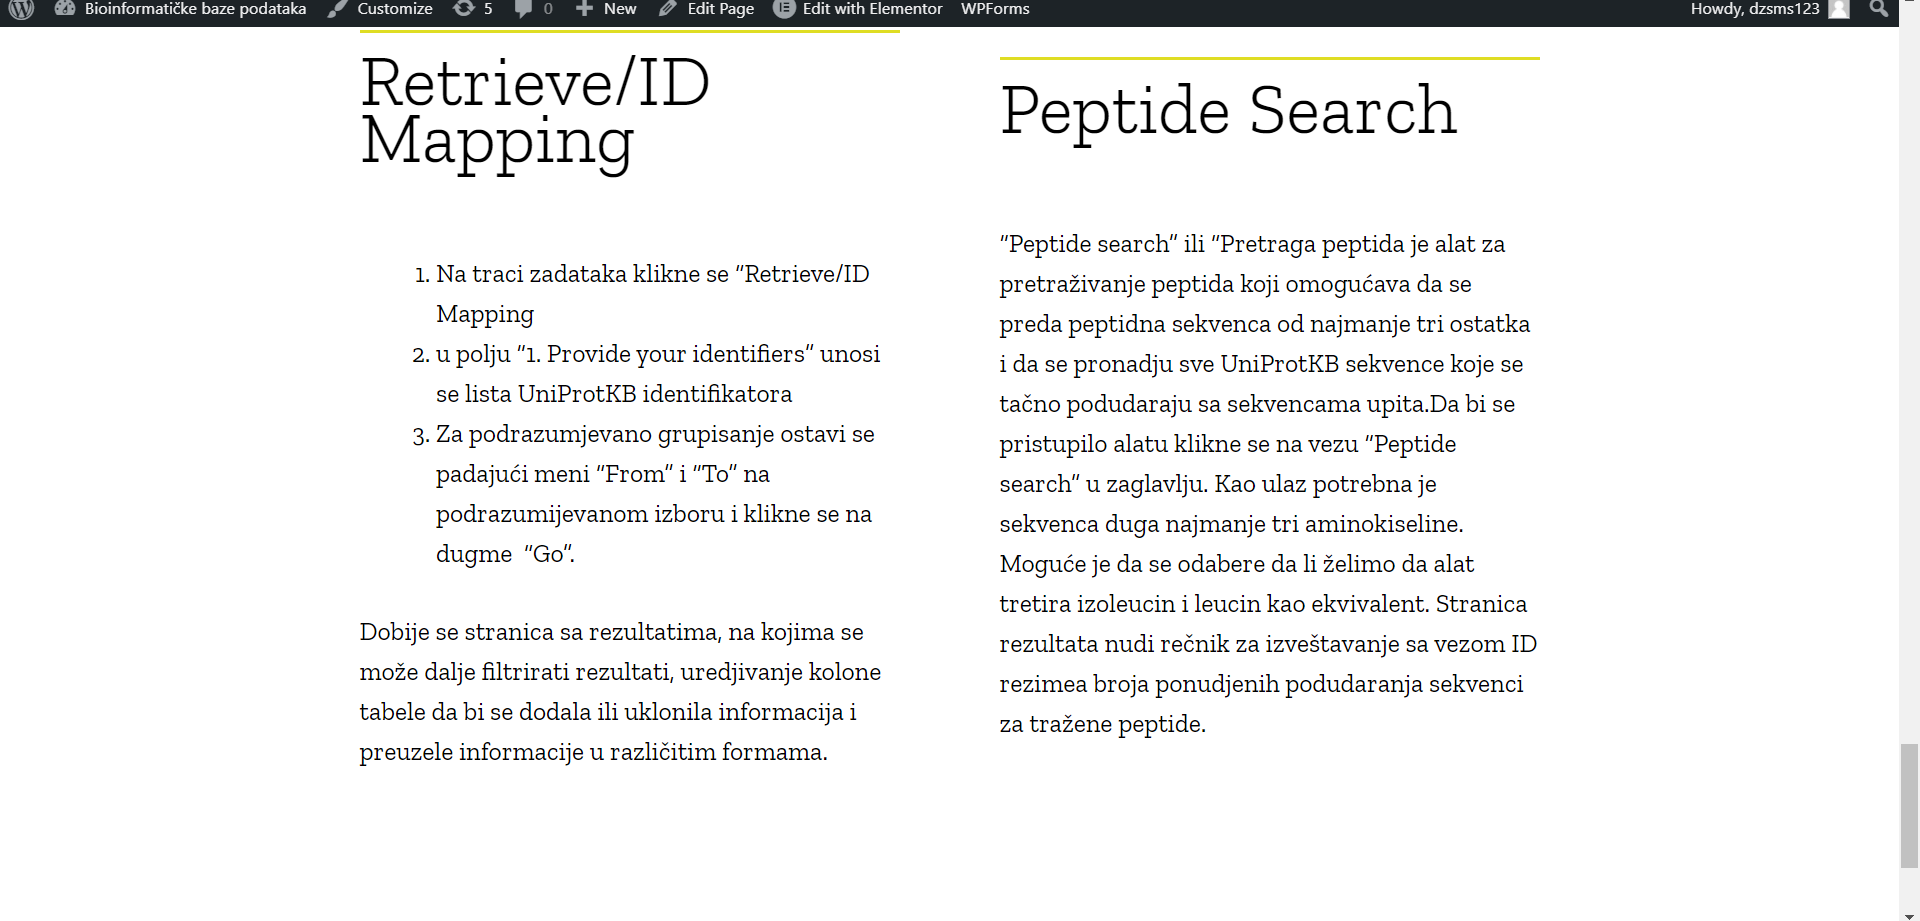 Bioinformatičke baze podataka Customize 5 0 New Edit Page Edit with Elementor WPForms Howdy, dzsms123
Retrieve/ID
Mapping
1. Na traci zadataka klikne se “Retrieve/ID
Mapping
2. u polju “1. Provide your identifiers” unosi
se lista UniProtKB identifikatora
3. Za podrazumjevano grupisanje ostavi se
padajući meni “From” i “To” na
podrazumijevanom izboru i klikne se na
dugme “Go”.
Dobije se stranica sa rezultatima, na kojima se
može dalje filtrirati rezultati, uredjivanje kolone
tabele da bi se dodala ili uklonila informacija i
preuzele informacije u različitim formama.
Peptide Search
“Peptide search” ili “Pretraga peptida je alat za
pretraživanje peptida koji omogućava da se
preda peptidna sekvenca od najmanje tri ostatka
i da se pronadju sve UniProtKB sekvence koje se
tačno podudaraju sa sekvencama upita.Da bi se
pristupilo alatu klikne se na vezu “Peptide
search” u zaglavlju. Kao ulaz potrebna je
sekvenca duga najmanje tri aminokiseline.
Moguće je da se odabere da li želimo da alat
tretira izoleucin i leucin kao ekvivalent. Stranica
rezultata nudi rečnik za izveštavanje sa vezom ID
rezimea broja ponudjenih podudaranja sekvenci
za tražene peptide.